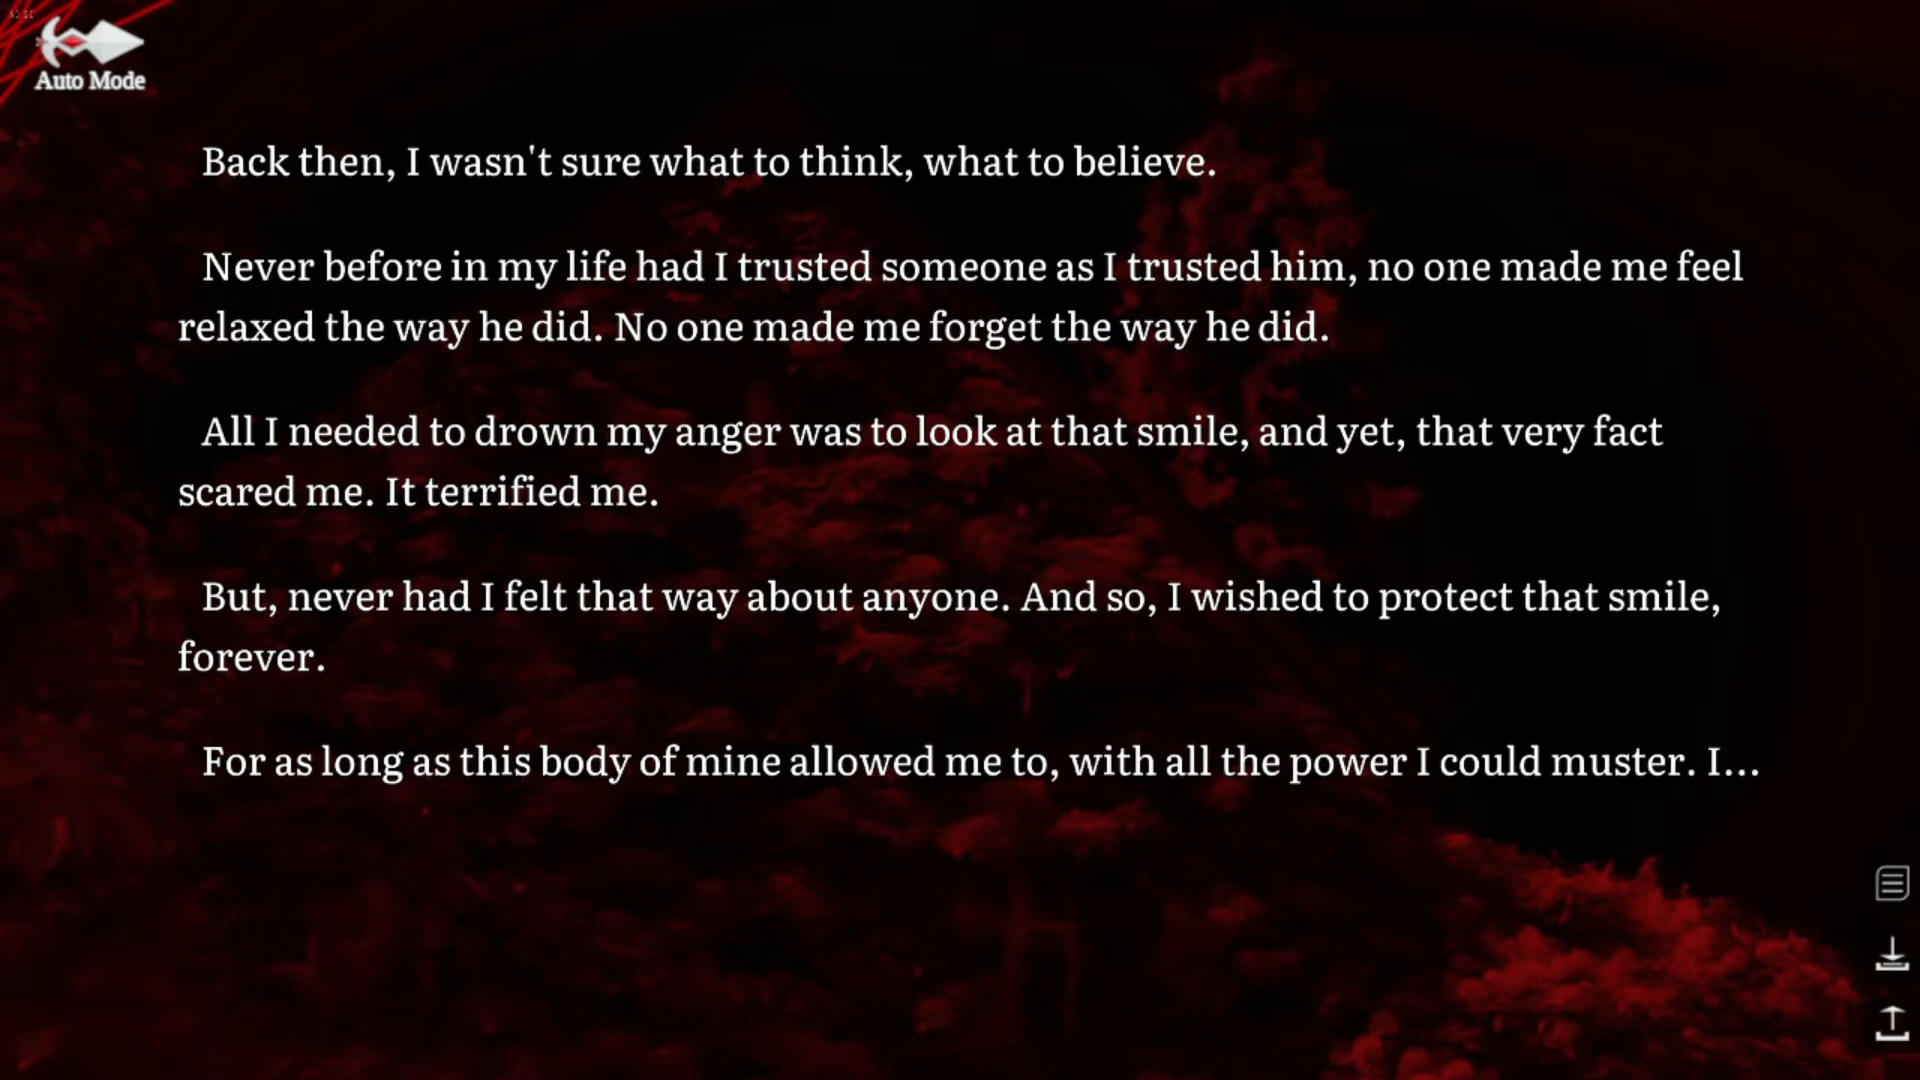 Auto Mode
Back then, I wasn't sure what to think, what to believe.
Never before in my life had I trusted someone as I trusted him, no one made me feel
relaxed the way he did. No one made me forget the way he did.
All I needed to drown my anger was to look at that smile, and yet, that very fact
scared me. It terrified me.
But, never had I felt that way about anyone. And so, I wished to protect that smile,
forever.
For as long as this body of mine allowed me to, with all the power I could muster. I...